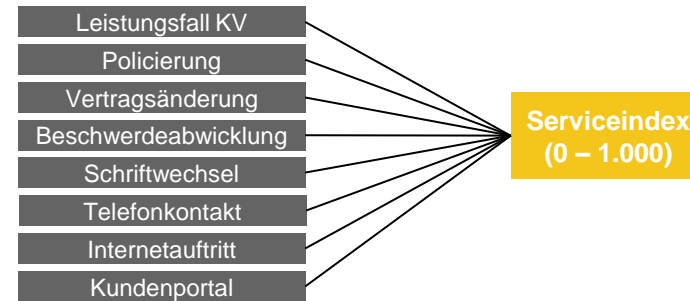 Leistungsfall KV
Policierung
Vertragsänderung
Beschwerdeabwicklung
Schriftwechsel
Telefonkontakt
Internetauftritt
Kundenportal
Serviceindex
(0 – 1.000)